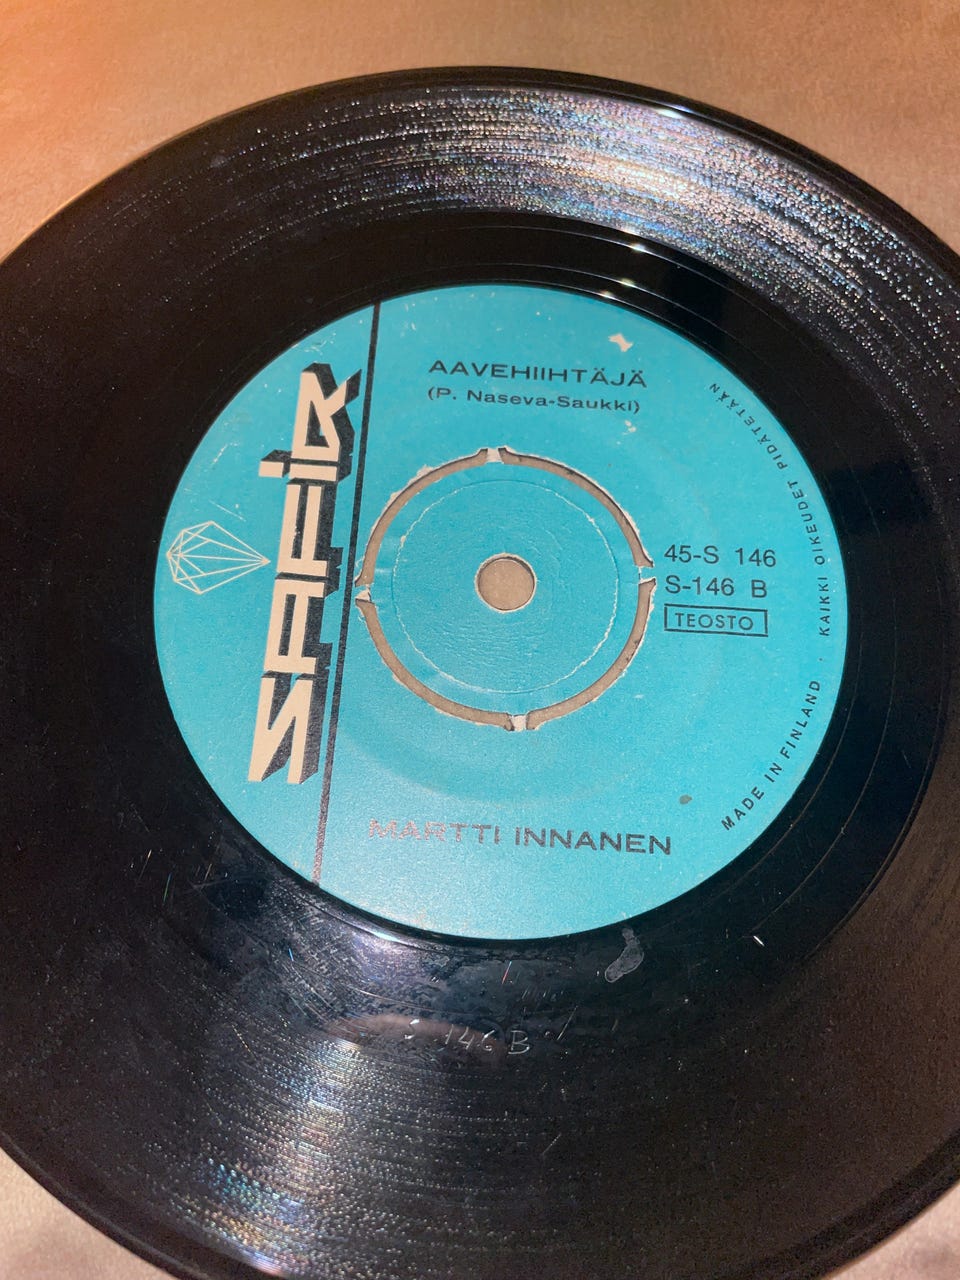 SAFIR
AAVEHIIHTÄJÄ
(P. Naseva-Saukki)
45-S 146
S-146 B
TEOSTO
MARTTI INNANEN
MADE IN FINLAND · KAIKKI OIKEUDET PIDÄTETÄÄN
S 146 B